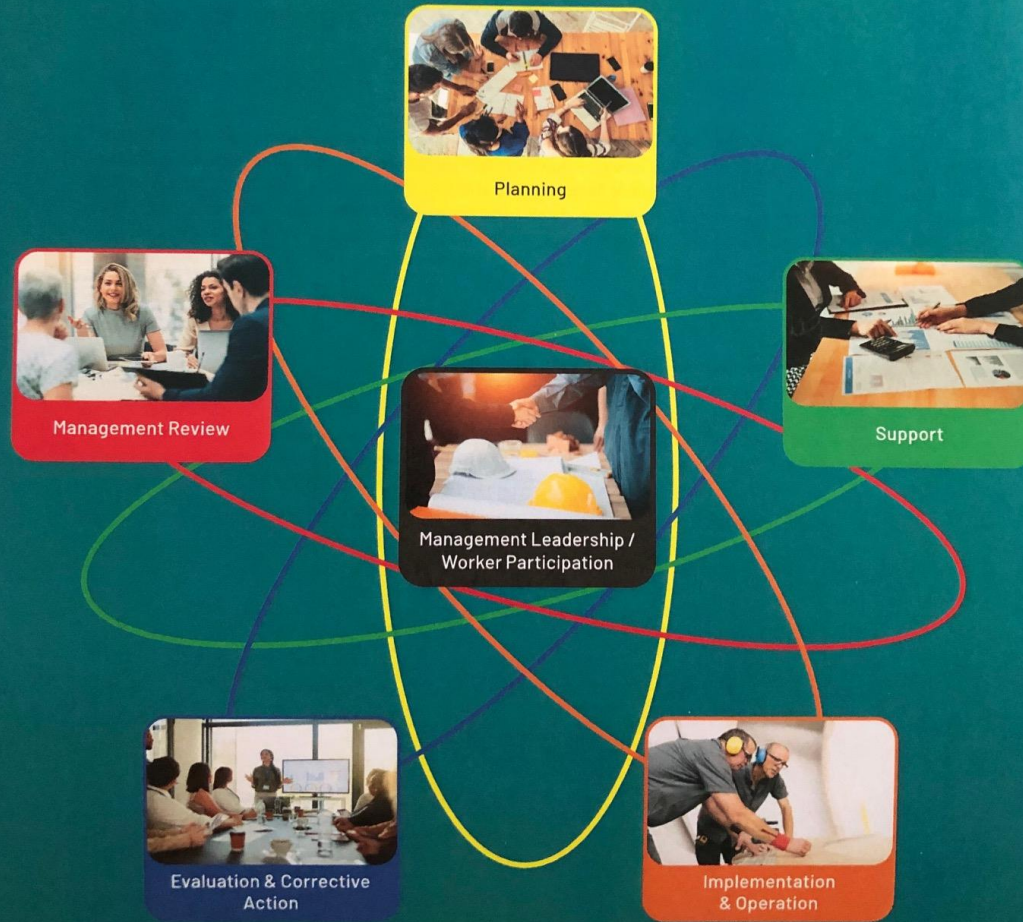 Planning
Management Review
Support
Management Leadership /
Worker Participation
Evaluation & Corrective
Action
Implementation
& Operation